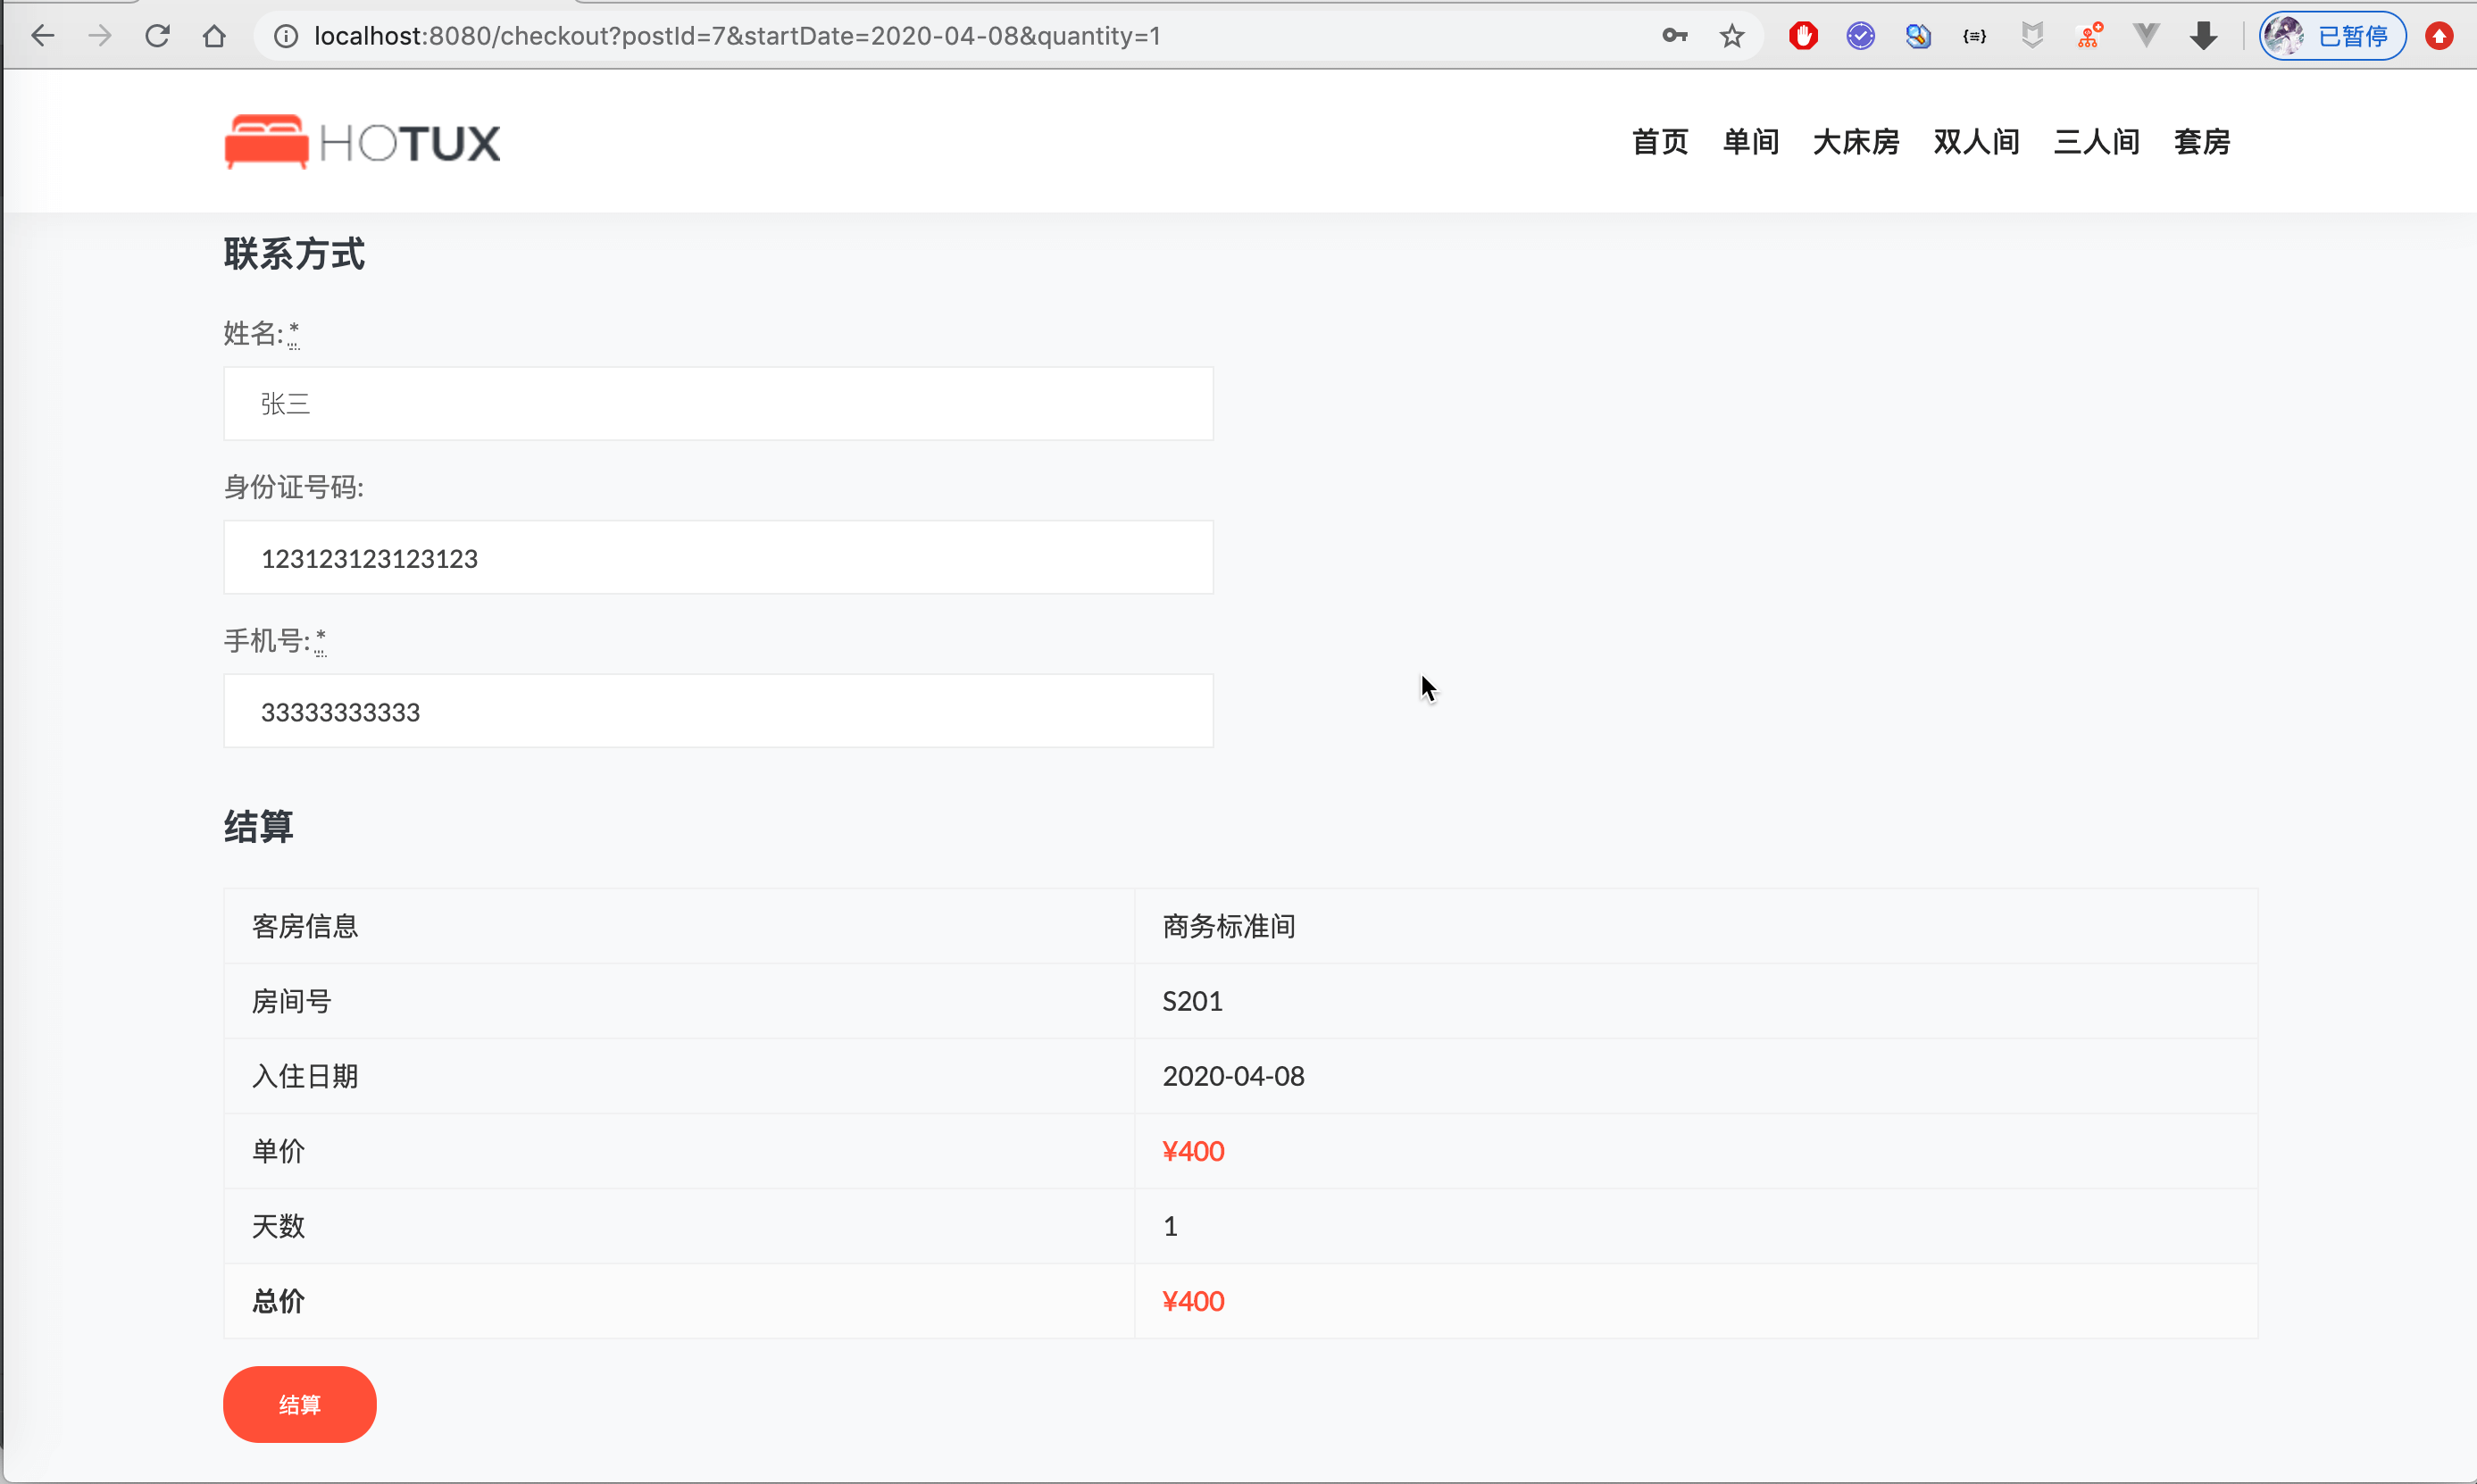 localhost:8080/checkout?postId=7&startDate=2020-04-08&quantity=1
已暂停
HOTUX
首页 单间 大床房 双人间 三人间 套房
联系方式
姓名: *
张三
身份证号码:
123123123123123
手机号: *
33333333333
结算
客房信息 商务标准间
房间号 S201
入住日期 2020-04-08
单价 ¥400
天数 1
总价 ¥400
结算